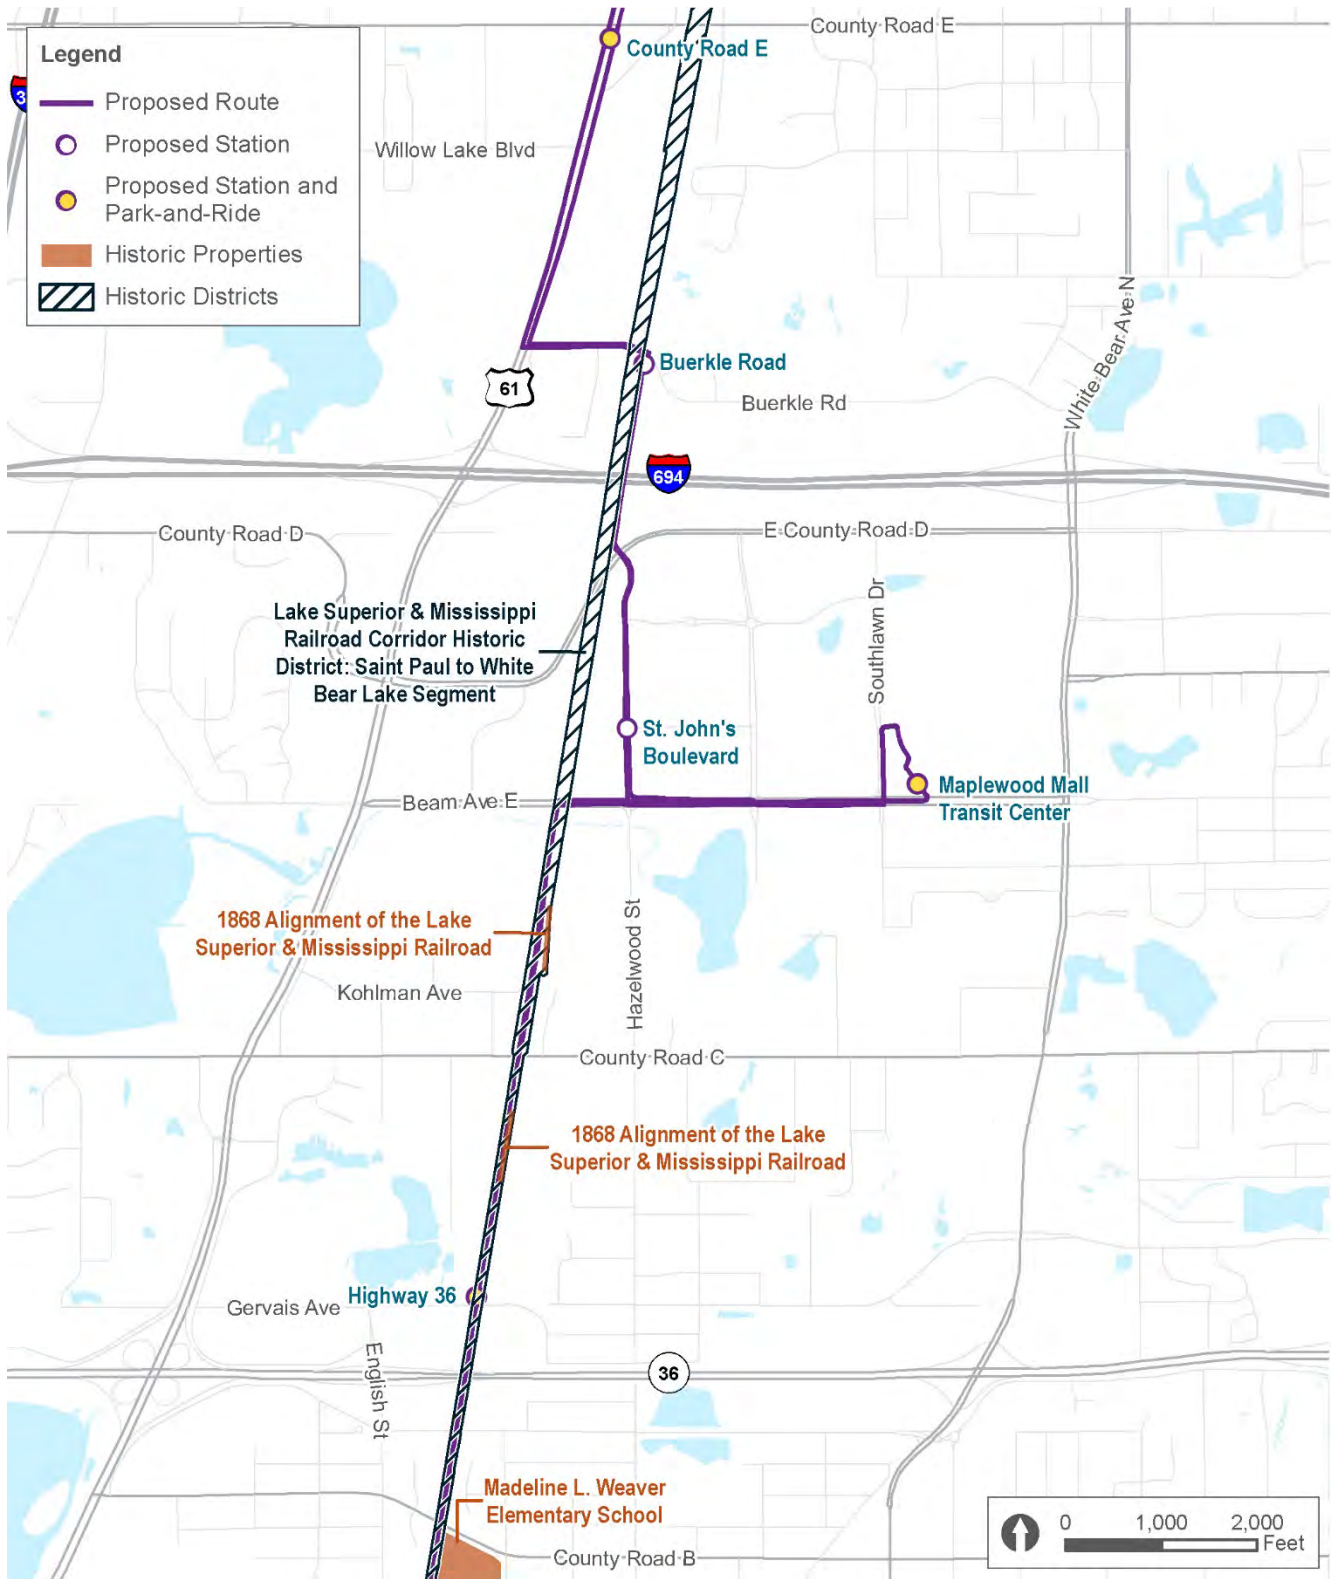 County Road E
Legend
County Road E
3
Proposed Route
Proposed Station
Willow Lake Blvd
Proposed Station and
Park-and-Ride
Historic Properties
Historic Districts
White Bear Ave N
Buerkle Road
61
Buerkle Rd
694
County Road D
E County Road D
Lake Superior & Mississippi
Railroad Corridor Historic
District: Saint Paul to White
Bear Lake Segment
Southlawn Dr
St. John's
Boulevard
Maplewood Mall
Transit Center
Beam Ave E
1868 Alignment of the Lake
Superior & Mississippi Railroad
Hazelwood St
Kohlman Ave
County Road C
1868 Alignment of the Lake
Superior & Mississippi Railroad
Highway 36
Gervais Ave
English St
36
Madeline L. Weaver
Elementary School
County Road B
0 1,000 2,000
Feet